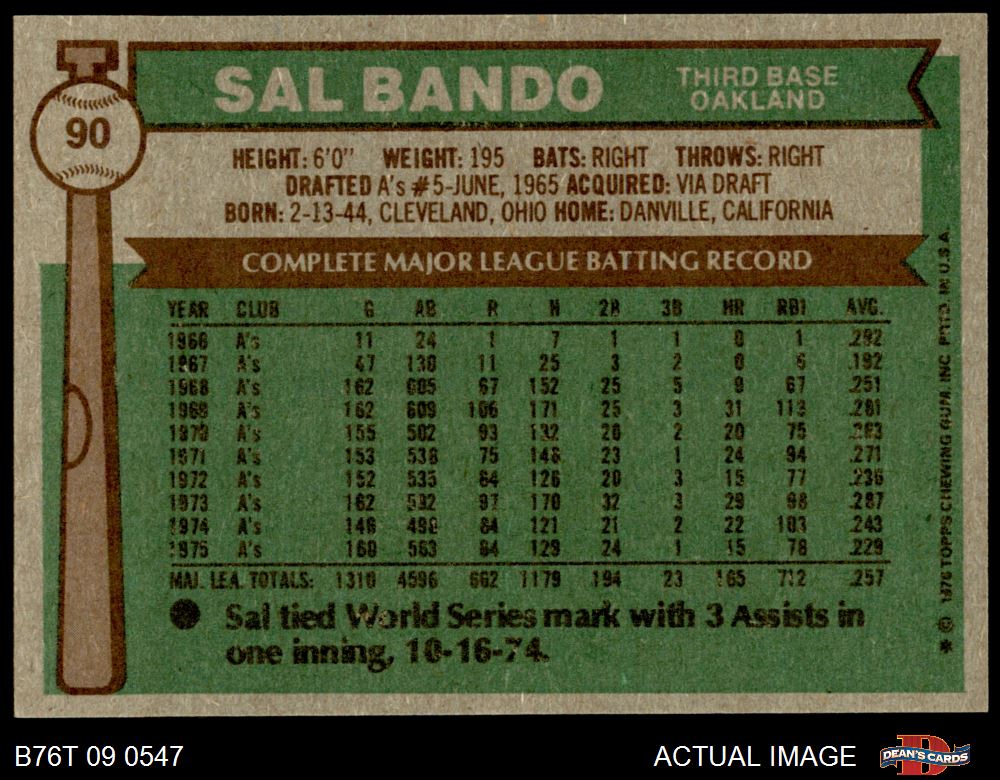 90
SAL BANDO
THIRD BASE
OAKLAND
HEIGHT: 6'0" WEIGHT: 195 BATS: RIGHT THROWS: RIGHT
DRAFTED A's #5-JUNE, 1965 ACQUIRED: VIA DRAFT
BORN: 2-13-44, CLEVELAND, OHIO HOME: DANVILLE, CALIFORNIA
COMPLETE MAJOR LEAGUE BATTING RECORD
YEAR CLUB G AB R H 2B 3B HR RBI AVG.
1966 A's 11 24 1 7 1 1 0 1 .292
1967 A's 47 130 11 25 3 2 0 6 .192
1968 A's 162 605 67 152 25 5 9 67 .251
1969 A's 162 609 106 171 25 3 31 113 .281
1970 A's 155 502 93 132 20 2 20 75 .263
1971 A's 153 538 75 146 23 1 24 94 .271
1972 A's 152 535 64 126 20 3 15 77 .236
1973 A's 162 592 97 170 32 3 29 98 .287
1974 A's 146 498 84 121 21 2 22 103 .243
1975 A's 160 563 64 129 24 1 15 78 .229
MAJ. LEA. TOTALS: 1310 4596 662 1179 194 23 165 712 .257
Sal tied World Series mark with 3 Assists in
one inning, 10-16-74.
* © 1976 TOPPS CHEWING GUM, INC. PRTD. IN U.S.A.
B76T 09 0547
ACTUAL IMAGE
D
DEAN'S CARDS